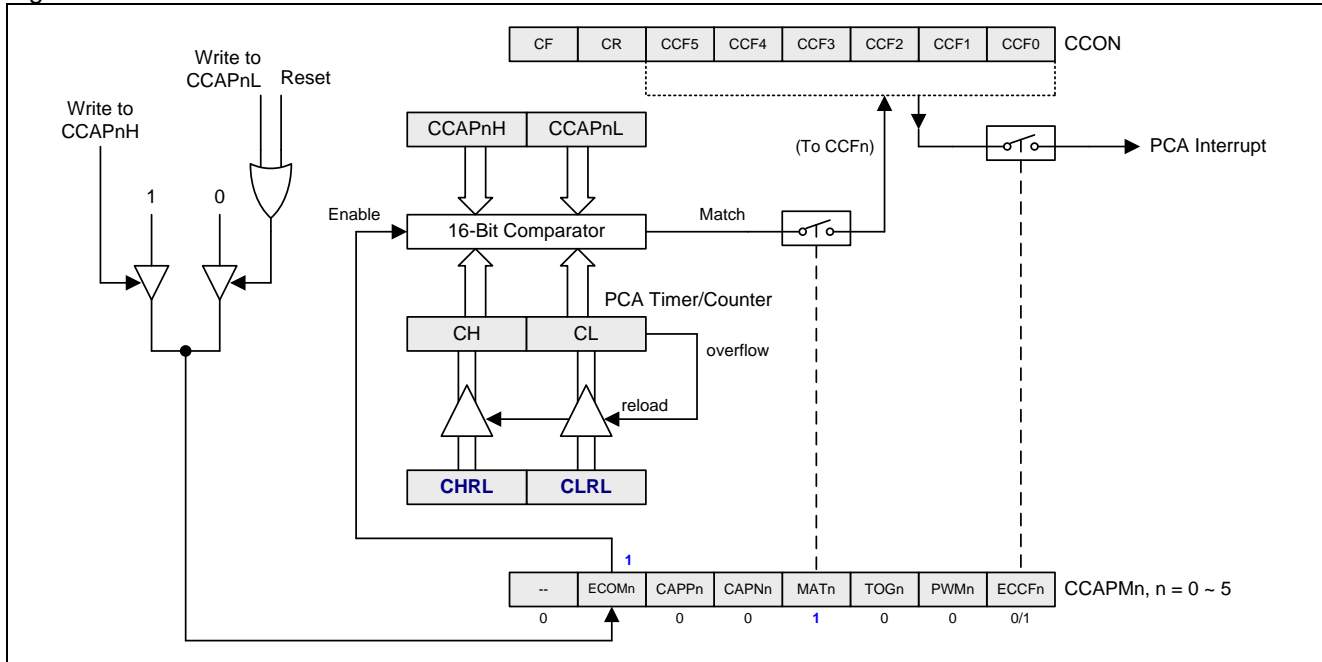 CF CR CCF5 CCF4 CCF3 CCF2 CCF1 CCF0 CCON
Write to
CCAPnL
Reset
Write to
CCAPnH
CCAPnH CCAPnL
(To CCFn)
PCA Interrupt
1 0
Enable
16-Bit Comparator
Match
PCA Timer/Counter
CH CL
overflow
reload
CHRL CLRL
1
-- ECOMn CAPPn CAPNn MATn TOGn PWMn ECCFn CCAPMn, n = 0 ~ 5
0 0 0 1 0 0 0/1